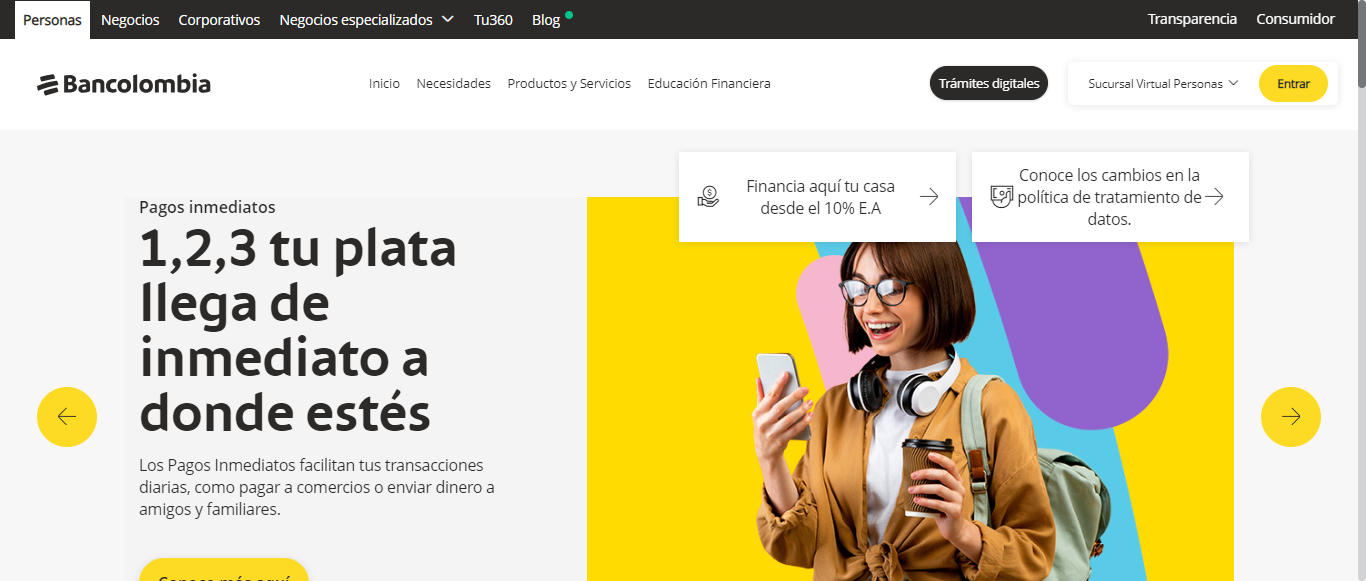 Personas Negocios Corporativos Negocios especializados Tu360 Blog Transparencia Consumidor
Bancolombia Inicio Necesidades Productos y Servicios Educación Financiera Trámites digitales Sucursal Virtual Personas Entrar
Financia aquí tu casa
desde el 10% E.A
Conoce los cambios en la
política de tratamiento de
datos.
Pagos inmediatos
1,2,3 tu plata
llega de
inmediato a
donde estés
Los Pagos Inmediatos facilitan tus transacciones
diarias, como pagar a comercios o enviar dinero a
amigos y familiares.
Conoce más aquí